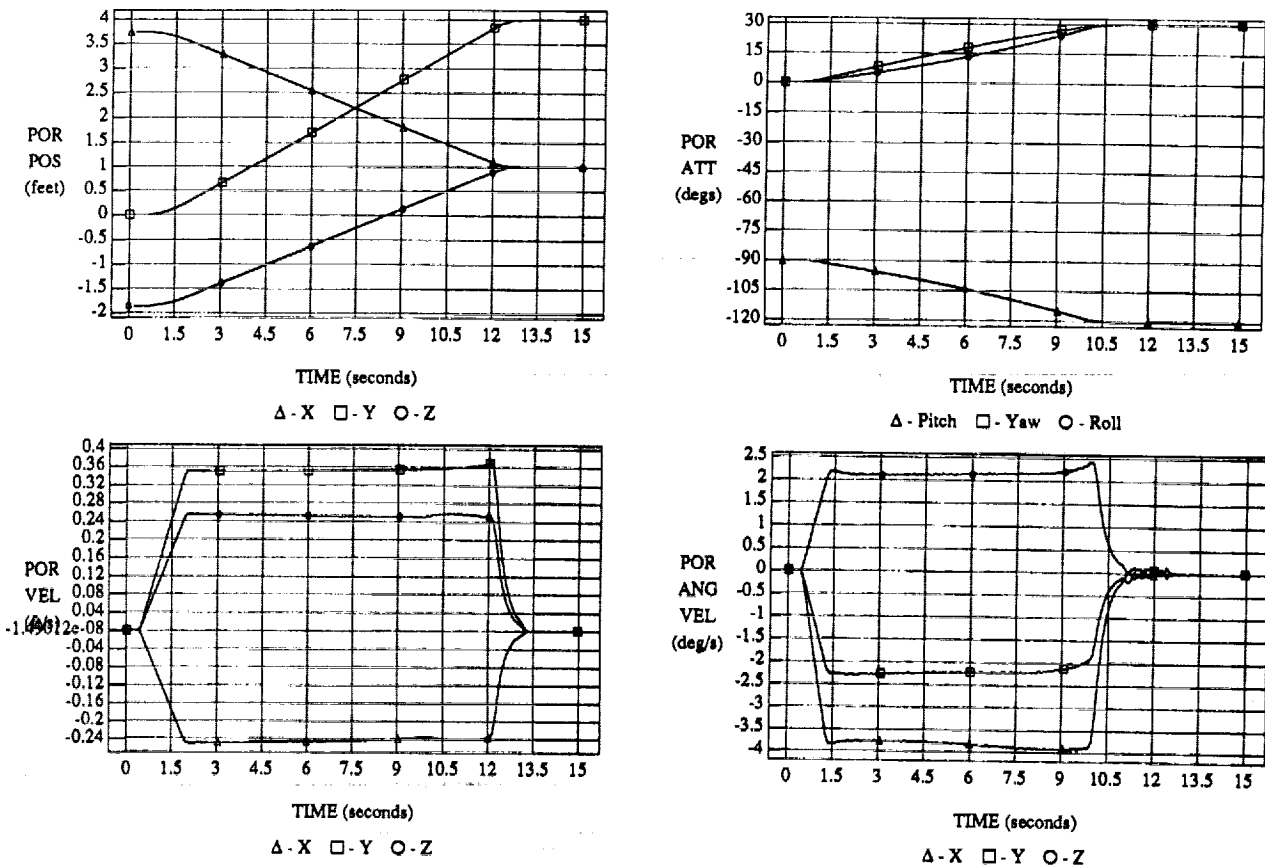 4
3.5
3
2.5
2
1.5
1
0.5
0
-0.5
-1
-1.5
-2
POR
POS
(feet)
0 1.5 3 4.5 6 7.5 9 10.5 12 13.5 15
TIME (seconds)
Δ - X □ - Y O - Z
30
15
0
-15
-30
-45
-60
-75
-90
-105
-120
POR
ATT
(degs)
0 1.5 3 4.5 6 7.5 9 10.5 12 13.5 15
TIME (seconds)
Δ - Pitch □ - Yaw O - Roll
0.4
0.36
0.32
0.28
0.24
0.2
0.16
0.12
0.08
0.04
-1.49012e-08
-0.04
-0.08
-0.12
-0.16
-0.2
-0.24
POR
VEL
(ft/s)
0 1.5 3 4.5 6 7.5 9 10.5 12 13.5 15
TIME (seconds)
Δ - X □ - Y O - Z
2.5
2
1.5
1
0.5
0
-0.5
-1
-1.5
-2
-2.5
-3
-3.5
-4
POR
ANG
VEL
(deg/s)
0 1.5 3 4.5 6 7.5 9 10.5 12 13.5 15
TIME (seconds)
Δ - X □ - Y O - Z